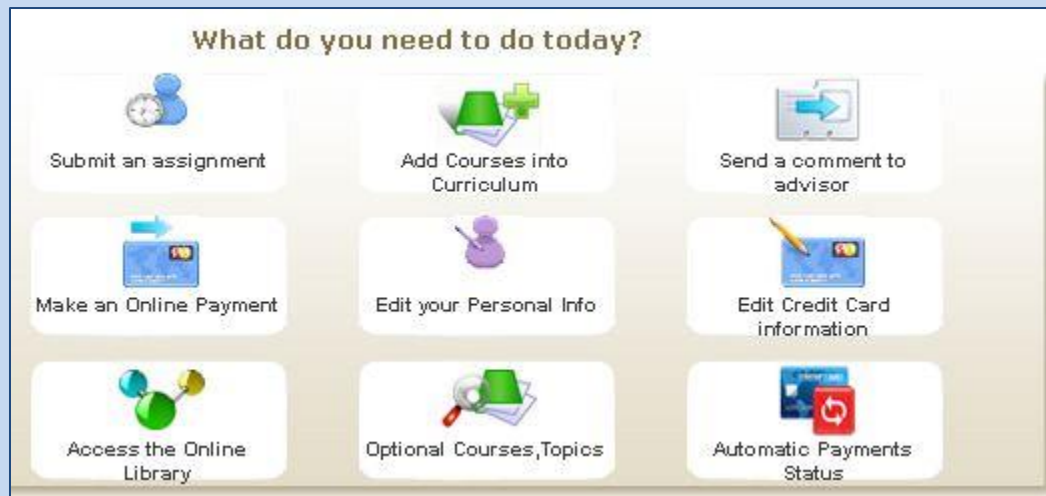 What do you need to do today?
Submit an assignment
Add Courses into
Curriculum
Send a comment to
advisor
Make an Online Payment
Edit your Personal Info
Edit Credit Card
information
Access the Online
Library
Optional Courses,Topics
Automatic Payments
Status